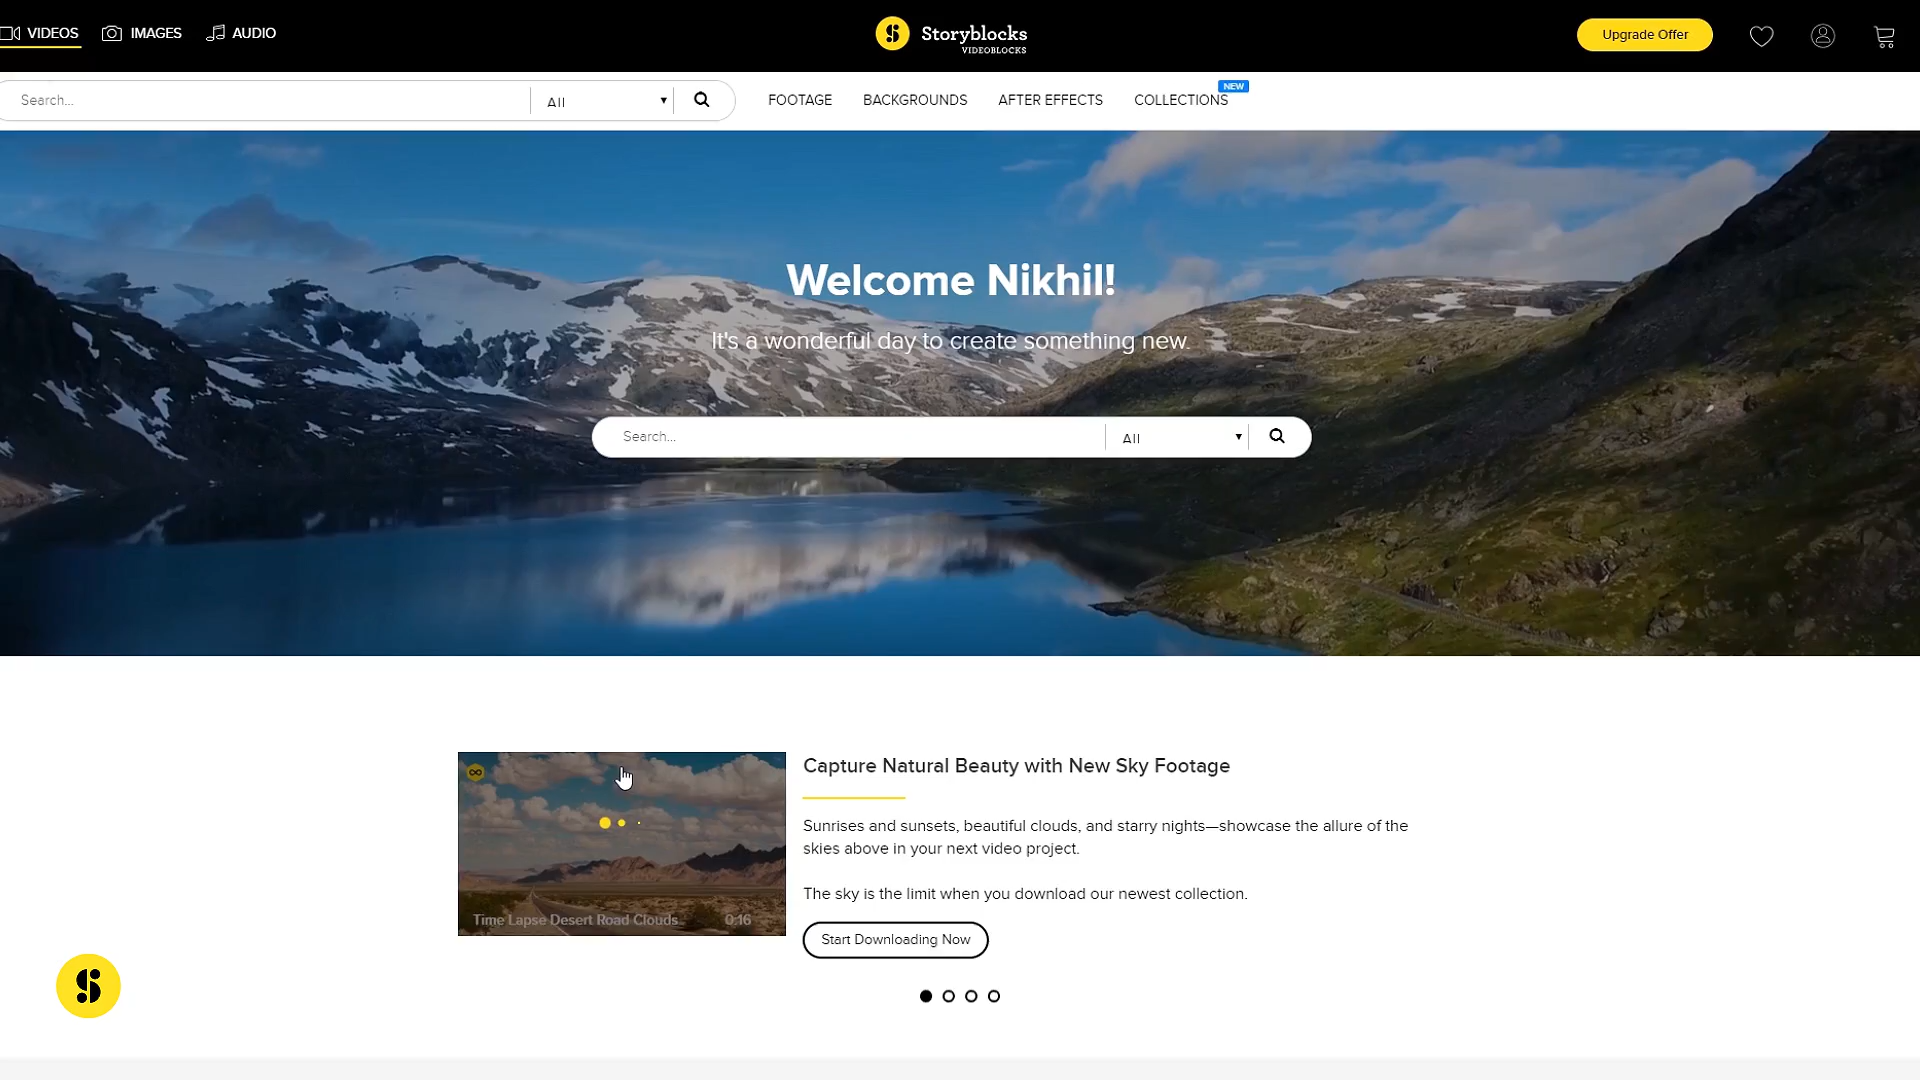 VIDEOS IMAGES AUDIO
Storyblocks
VIDEOBLOCKS
Upgrade Offer
Search...
All
FOOTAGE BACKGROUNDS AFTER EFFECTS COLLECTIONS
NEW
Welcome Nikhil!
It's a wonderful day to create something new.
Search...
All
Time Lapse Desert Road Clouds 0:16
Capture Natural Beauty with New Sky Footage
Sunrises and sunsets, beautiful clouds, and starry nights—showcase the allure of the
skies above in your next video project.
The sky is the limit when you download our newest collection.
Start Downloading Now